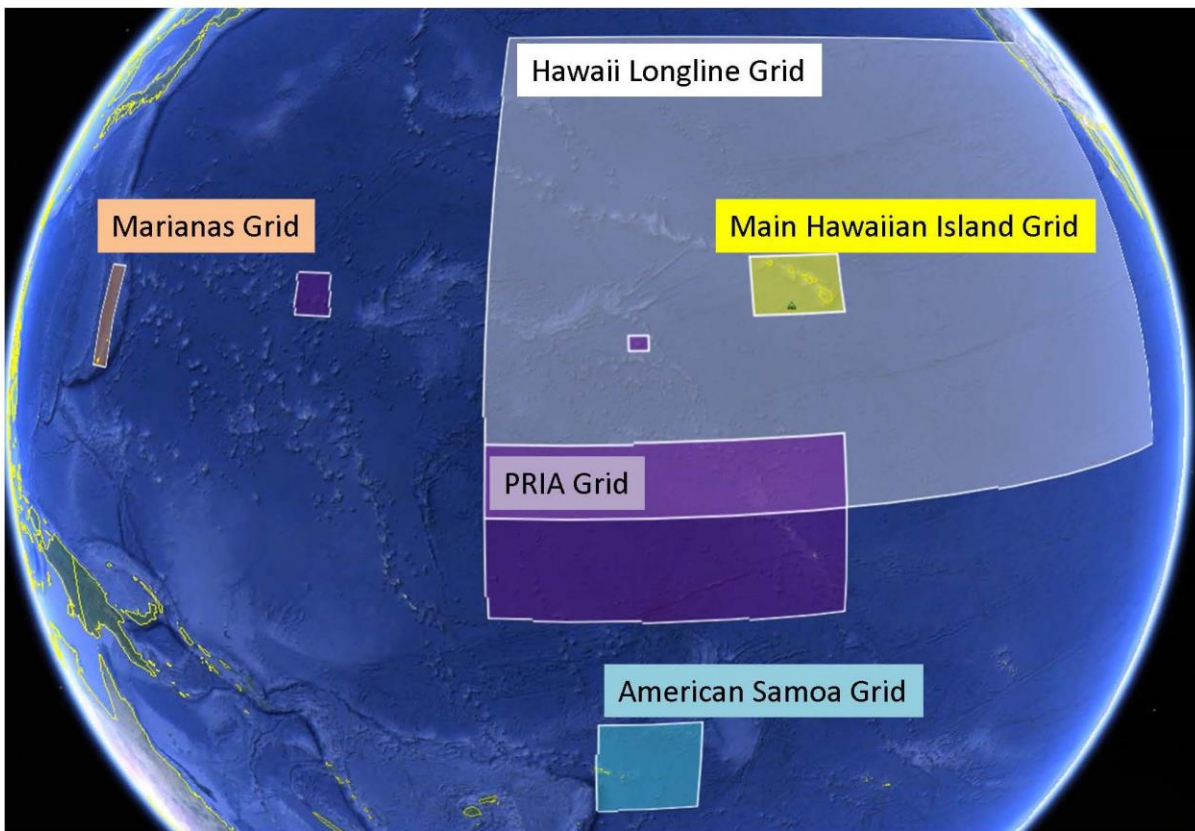 Hawaii Longline Grid
Marianas Grid
Main Hawaiian Island Grid
PRIA Grid
American Samoa Grid